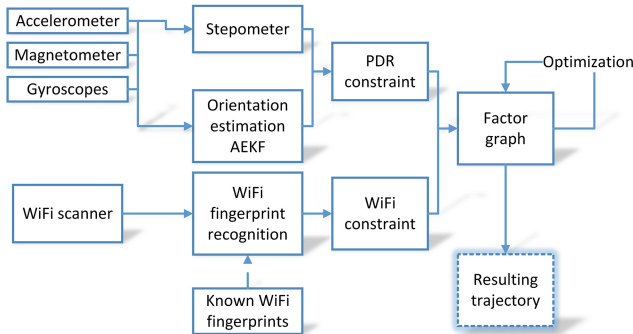 Accelerometer
Magnetometer
Gyroscopes
Stepometer
Orientation
estimation
AEKF
PDR
constraint
Optimization
Factor
graph
WiFi scanner
WiFi
fingerprint
recognition
WiFi
constraint
Known WiFi
fingerprints
Resulting
trajectory